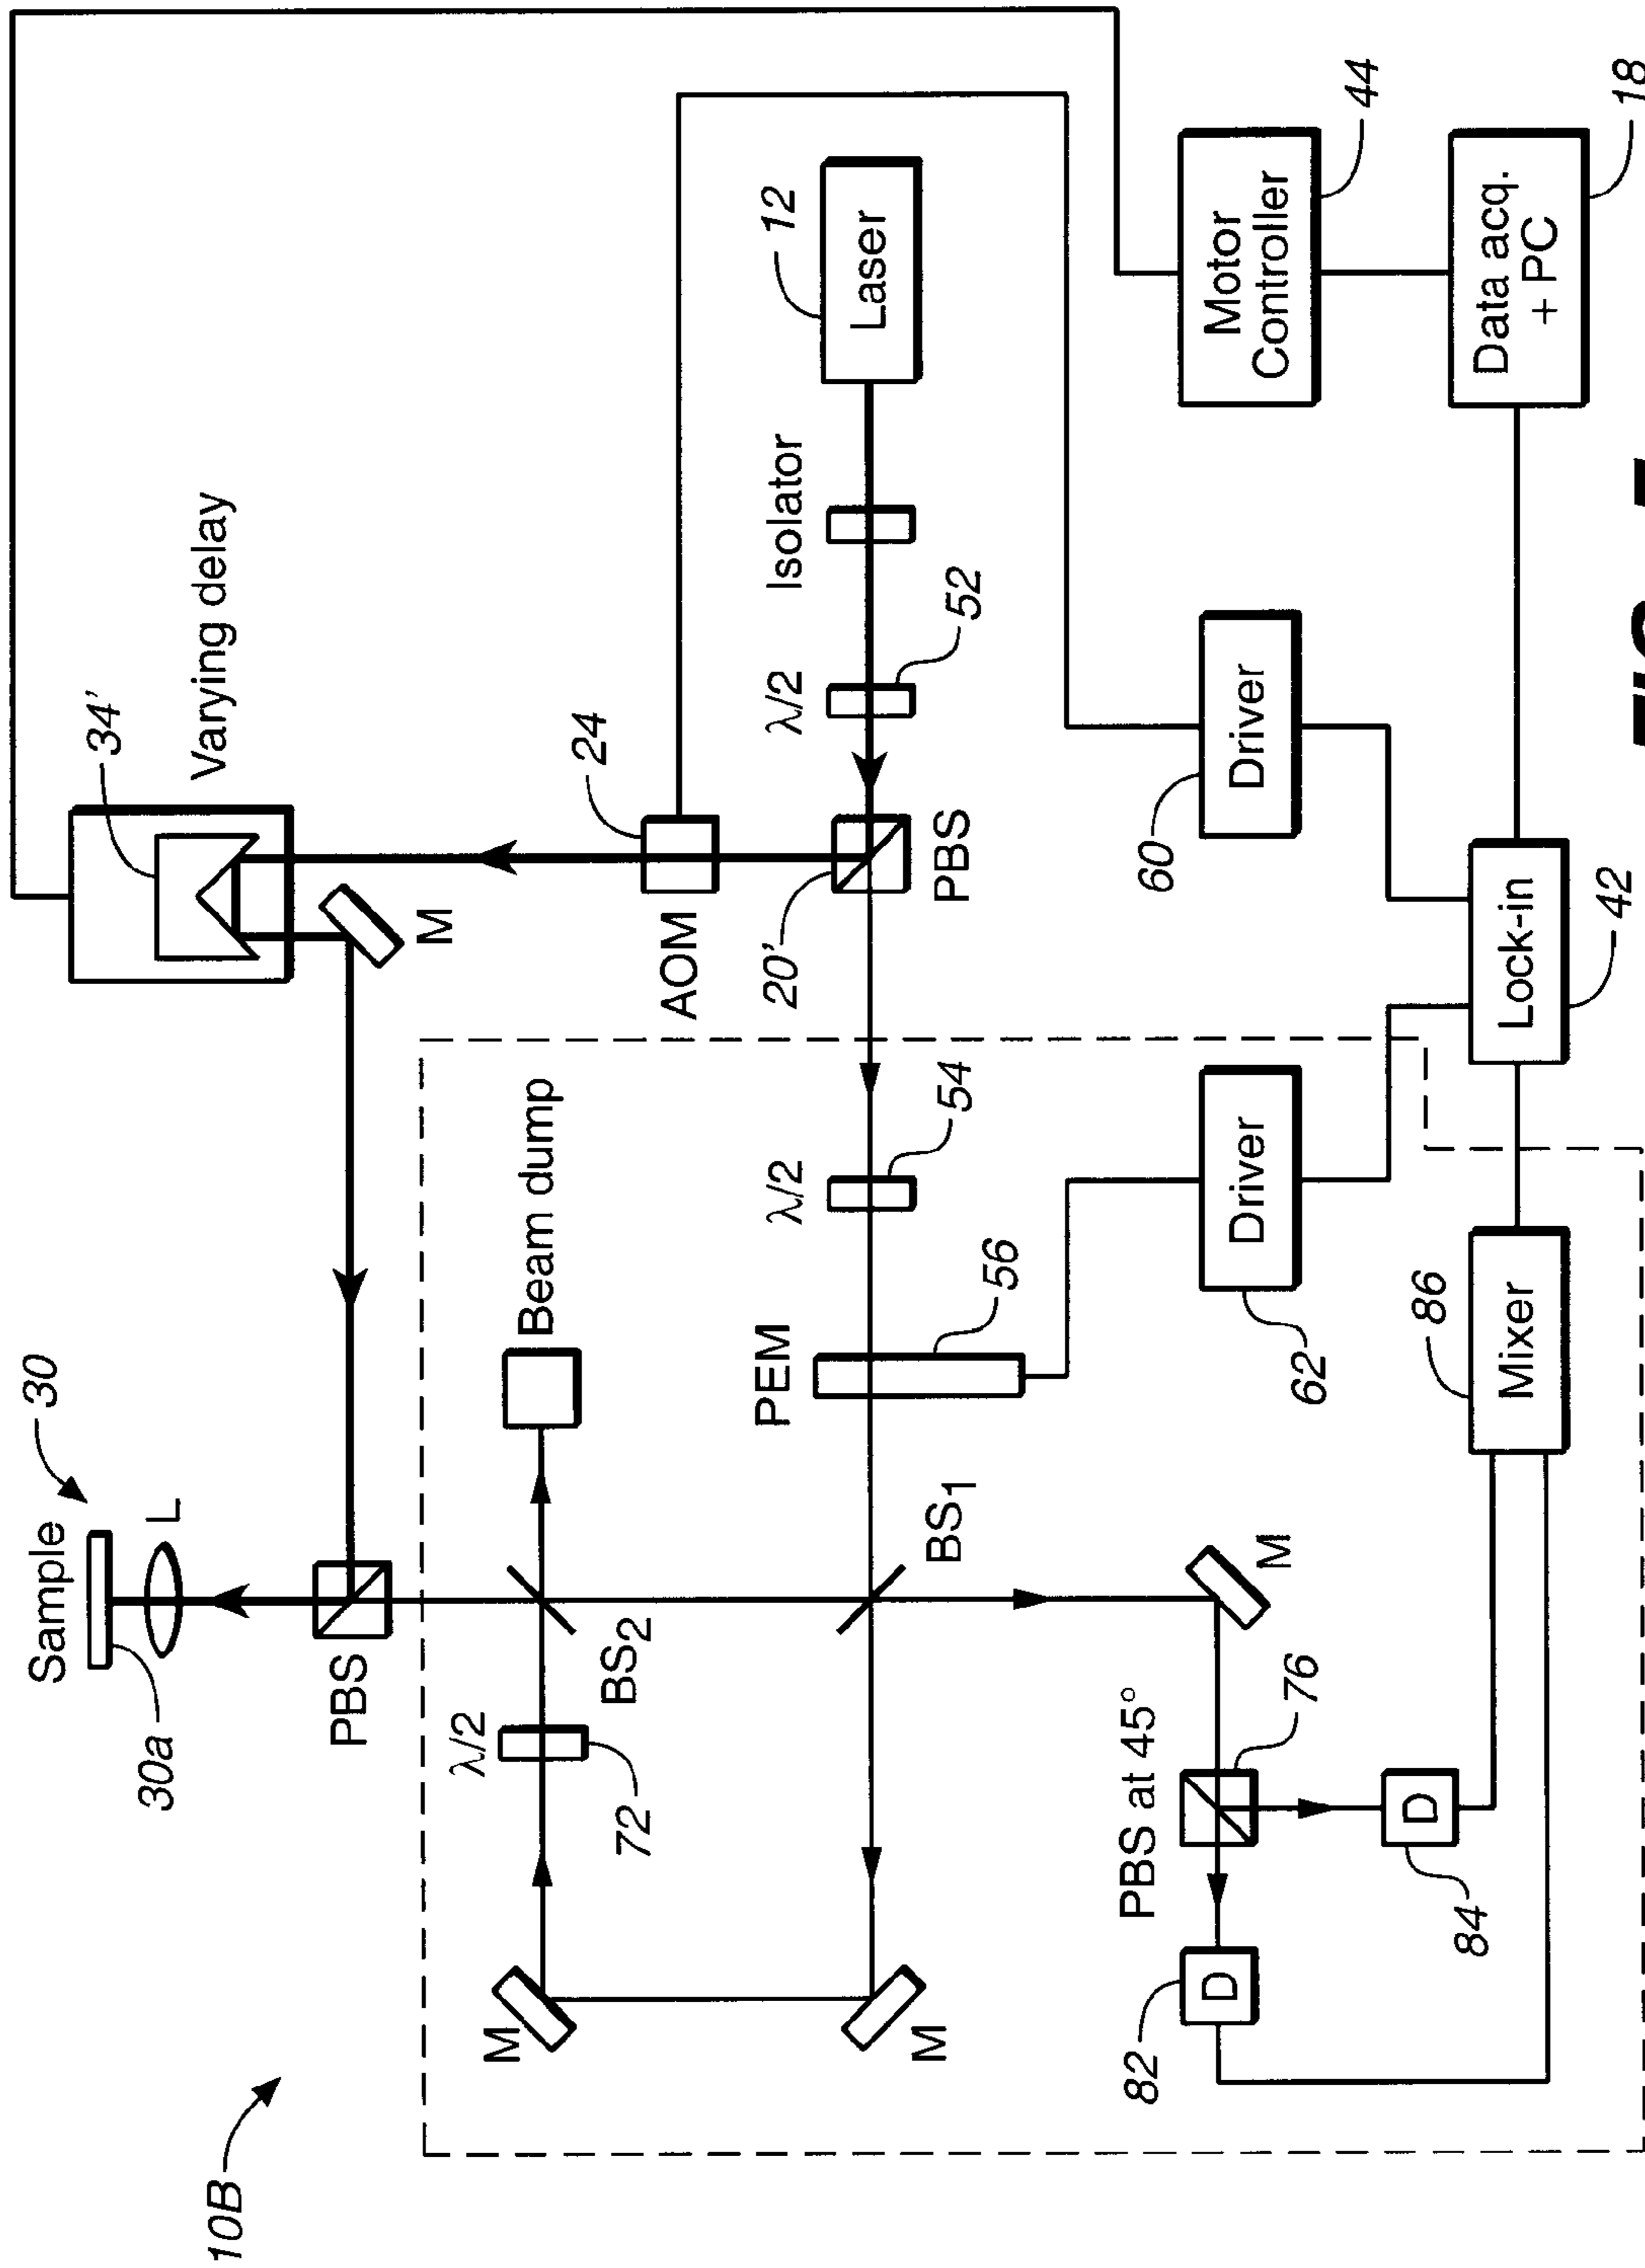 10B
Sample
30
30a
L
PBS
Varying delay
34'
M
λ/2
72
BS2
Beam dump
M
M
AOM
24
20'
PBS
λ/2
52
Isolator
Laser
12
PEM
56
λ/2
54
BS1
M
PBS at 45°
76
D
82
D
84
Driver
62
Driver
60
Motor
Controller
44
Mixer
86
Lock-in
42
Data acq.
+ PC
18